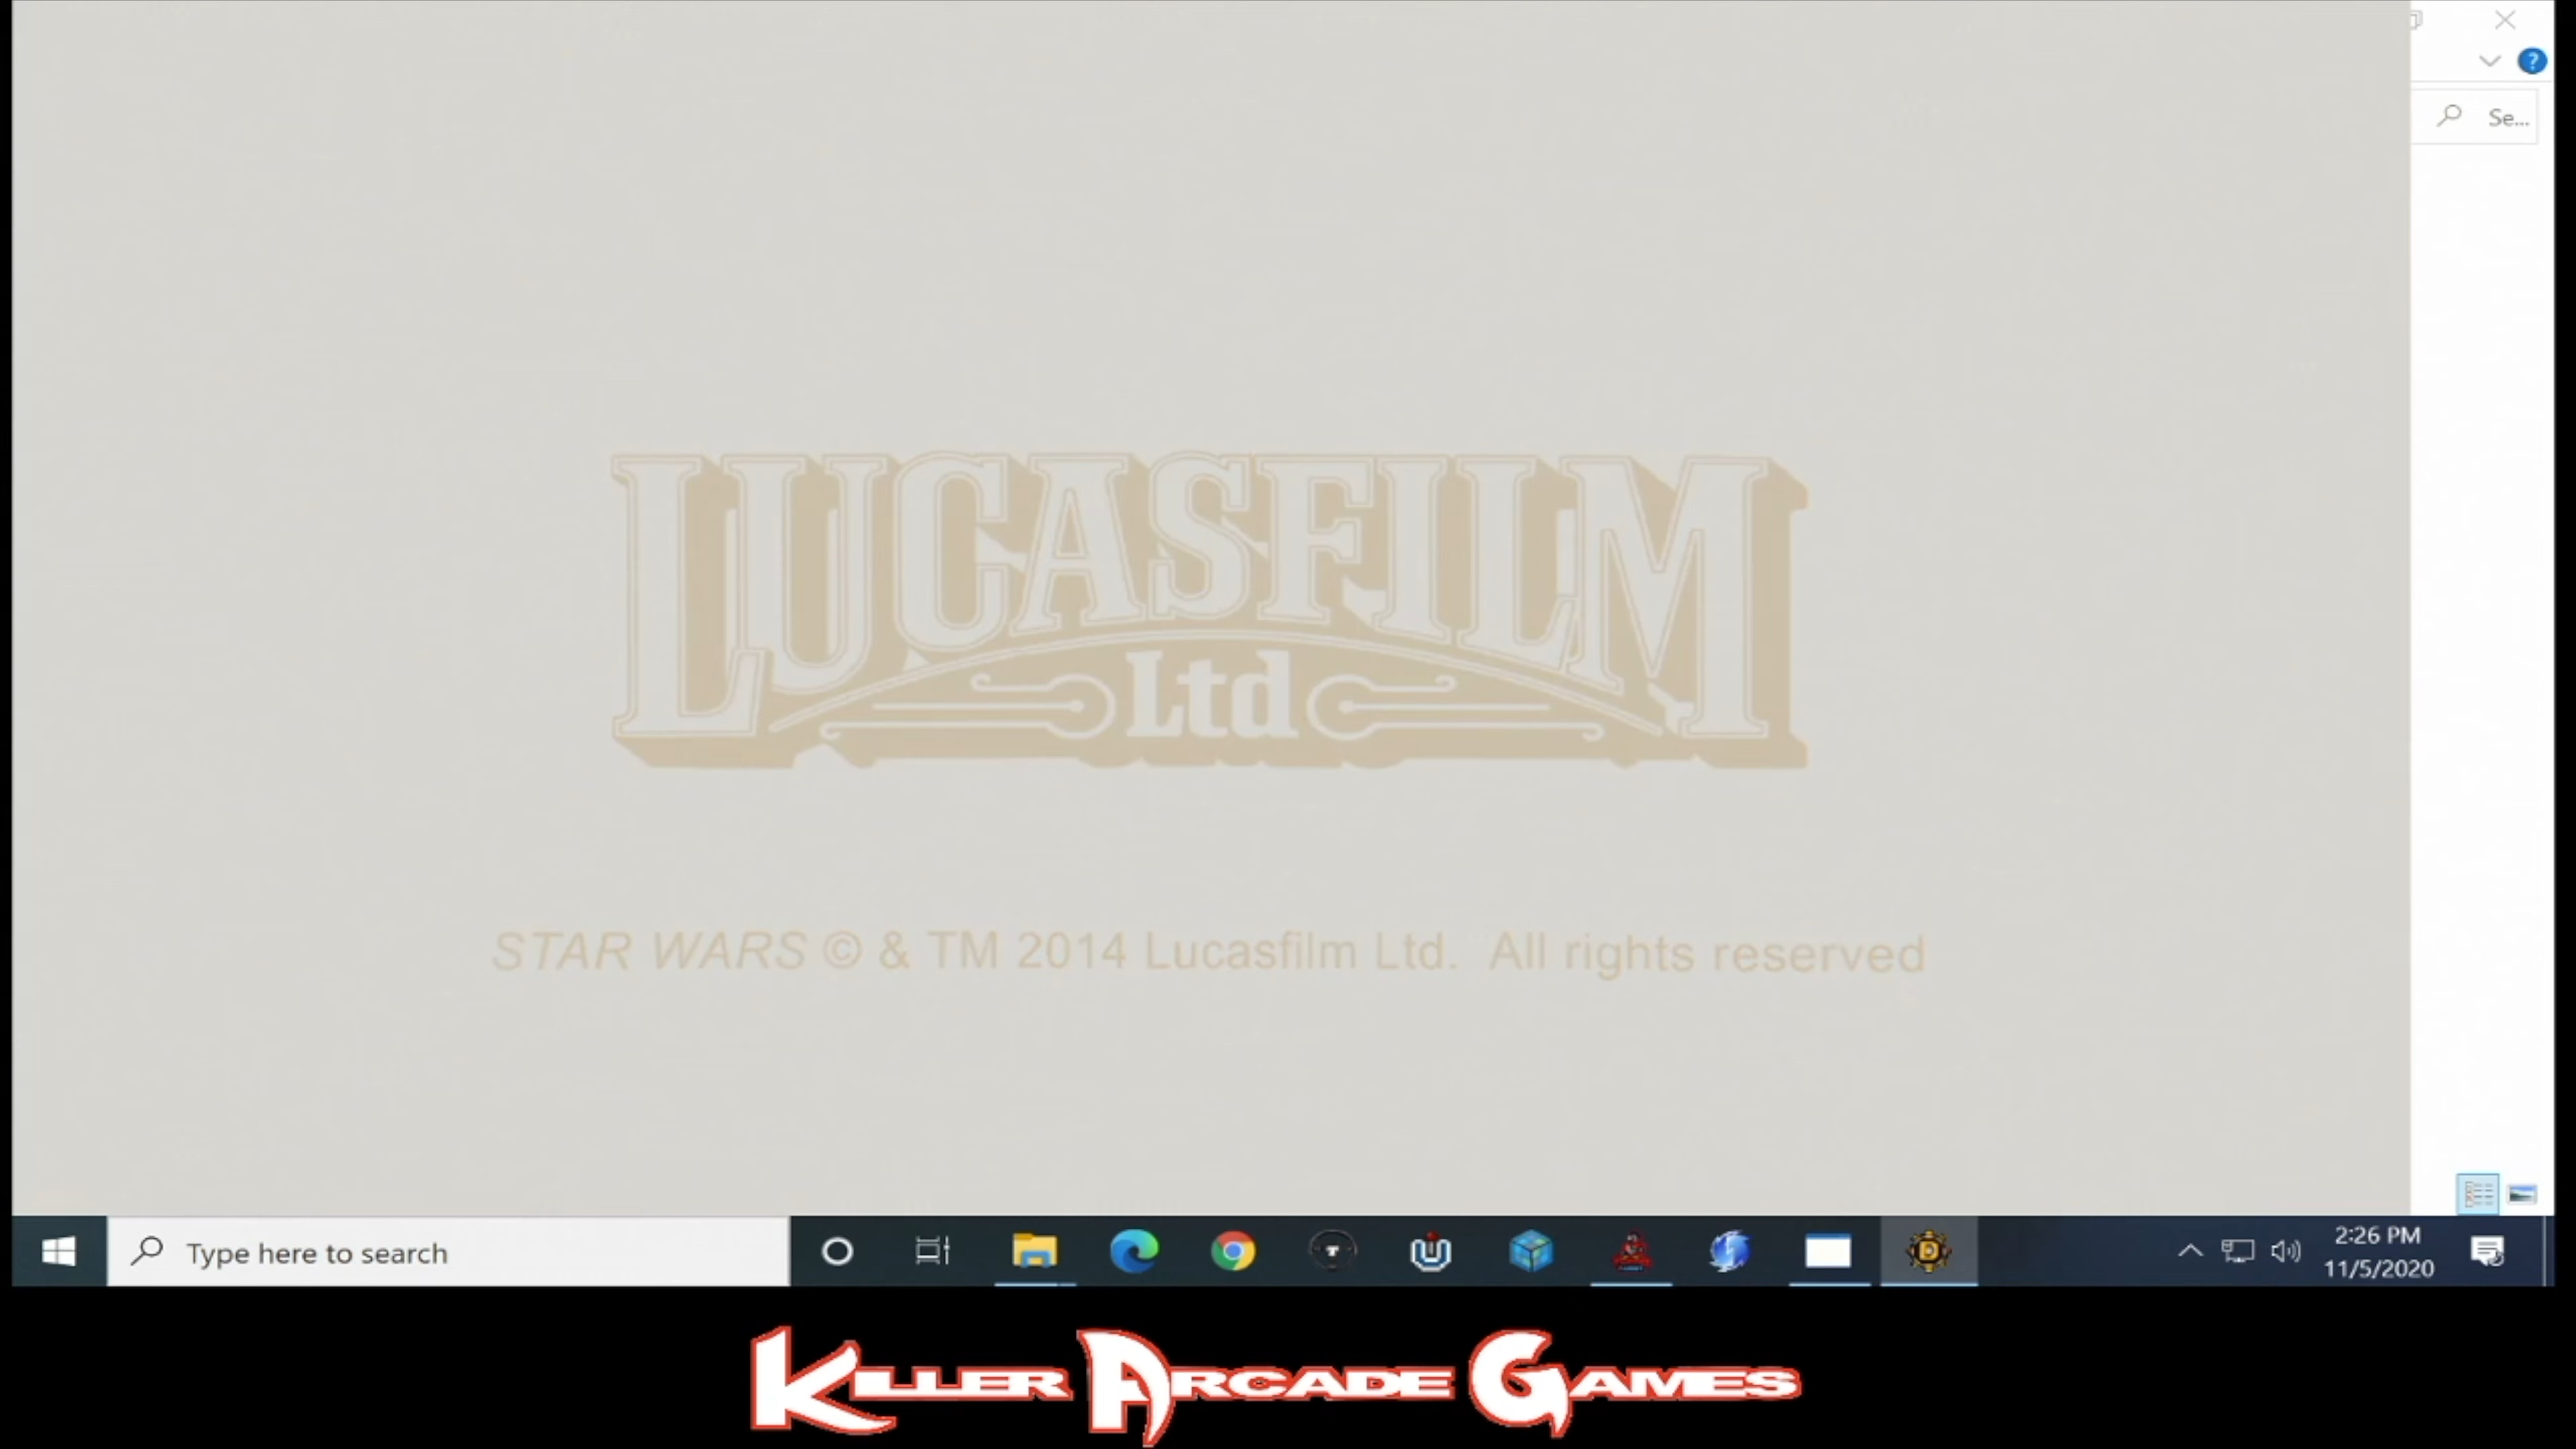 Se...
LUCASFILM
Ltd
STAR WARS © & TM 2014 Lucasfilm Ltd. All rights reserved
Type here to search
2:26 PM
11/5/2020
KILLER ARCADE GAMES